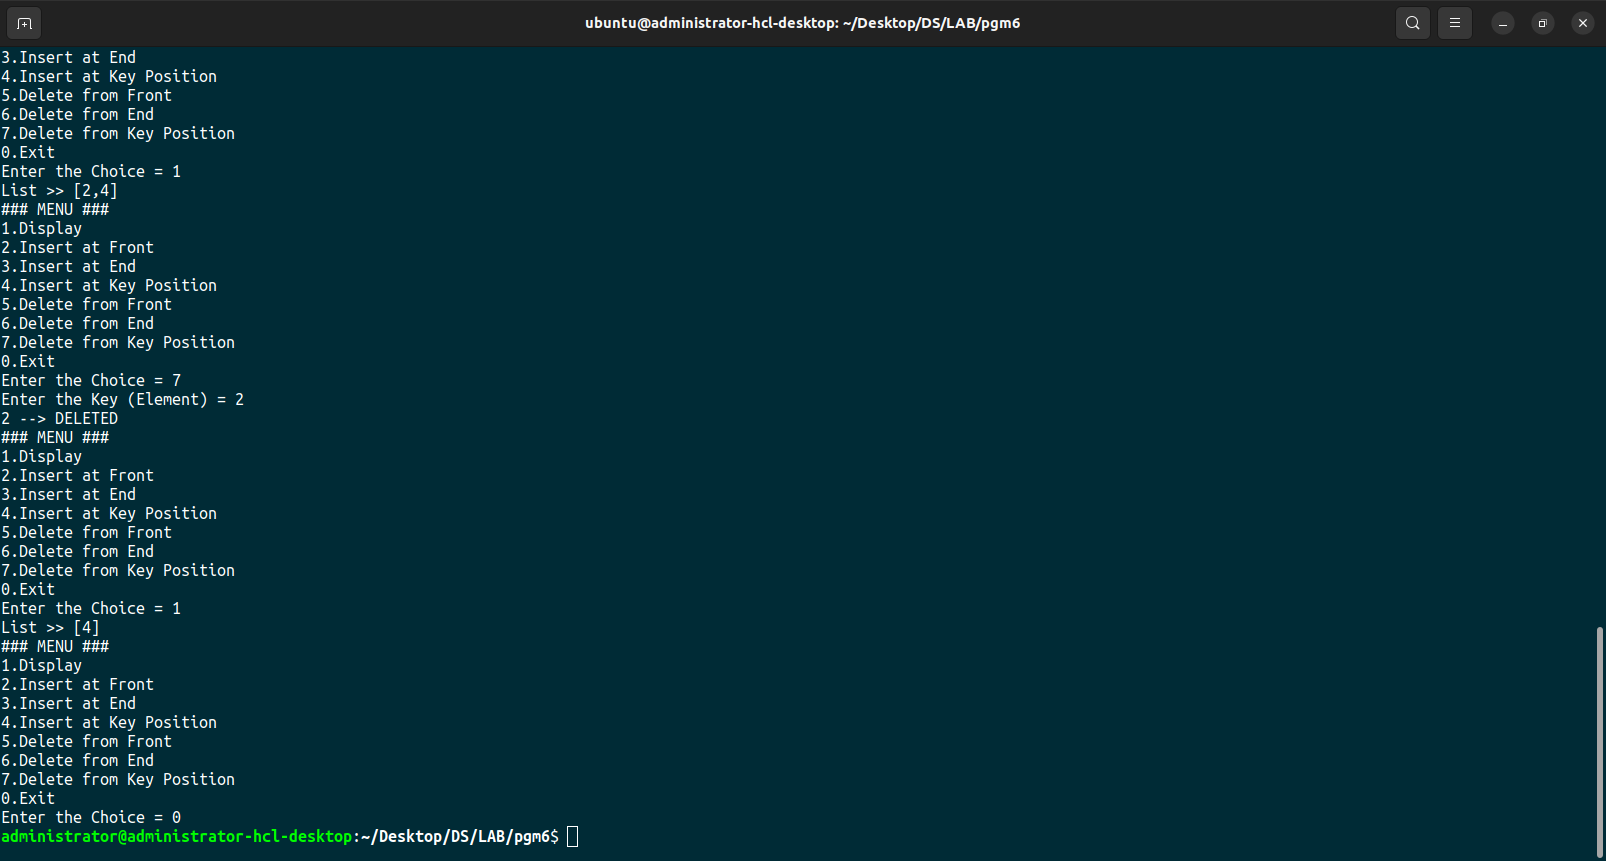 ubuntu@administrator-hcl-desktop: ~/Desktop/DS/LAB/pgm6
3.Insert at End
4.Insert at Key Position
5.Delete from Front
6.Delete from End
7.Delete from Key Position
0.Exit
Enter the Choice = 1
List >> [2,4]
### MENU ###
1.Display
2.Insert at Front
3.Insert at End
4.Insert at Key Position
5.Delete from Front
6.Delete from End
7.Delete from Key Position
0.Exit
Enter the Choice = 7
Enter the Key (Element) = 2
2 --> DELETED
### MENU ###
1.Display
2.Insert at Front
3.Insert at End
4.Insert at Key Position
5.Delete from Front
6.Delete from End
7.Delete from Key Position
0.Exit
Enter the Choice = 1
List >> [4]
### MENU ###
1.Display
2.Insert at Front
3.Insert at End
4.Insert at Key Position
5.Delete from Front
6.Delete from End
7.Delete from Key Position
0.Exit
Enter the Choice = 0
administrator@administrator-hcl-desktop:~/Desktop/DS/LAB/pgm6$